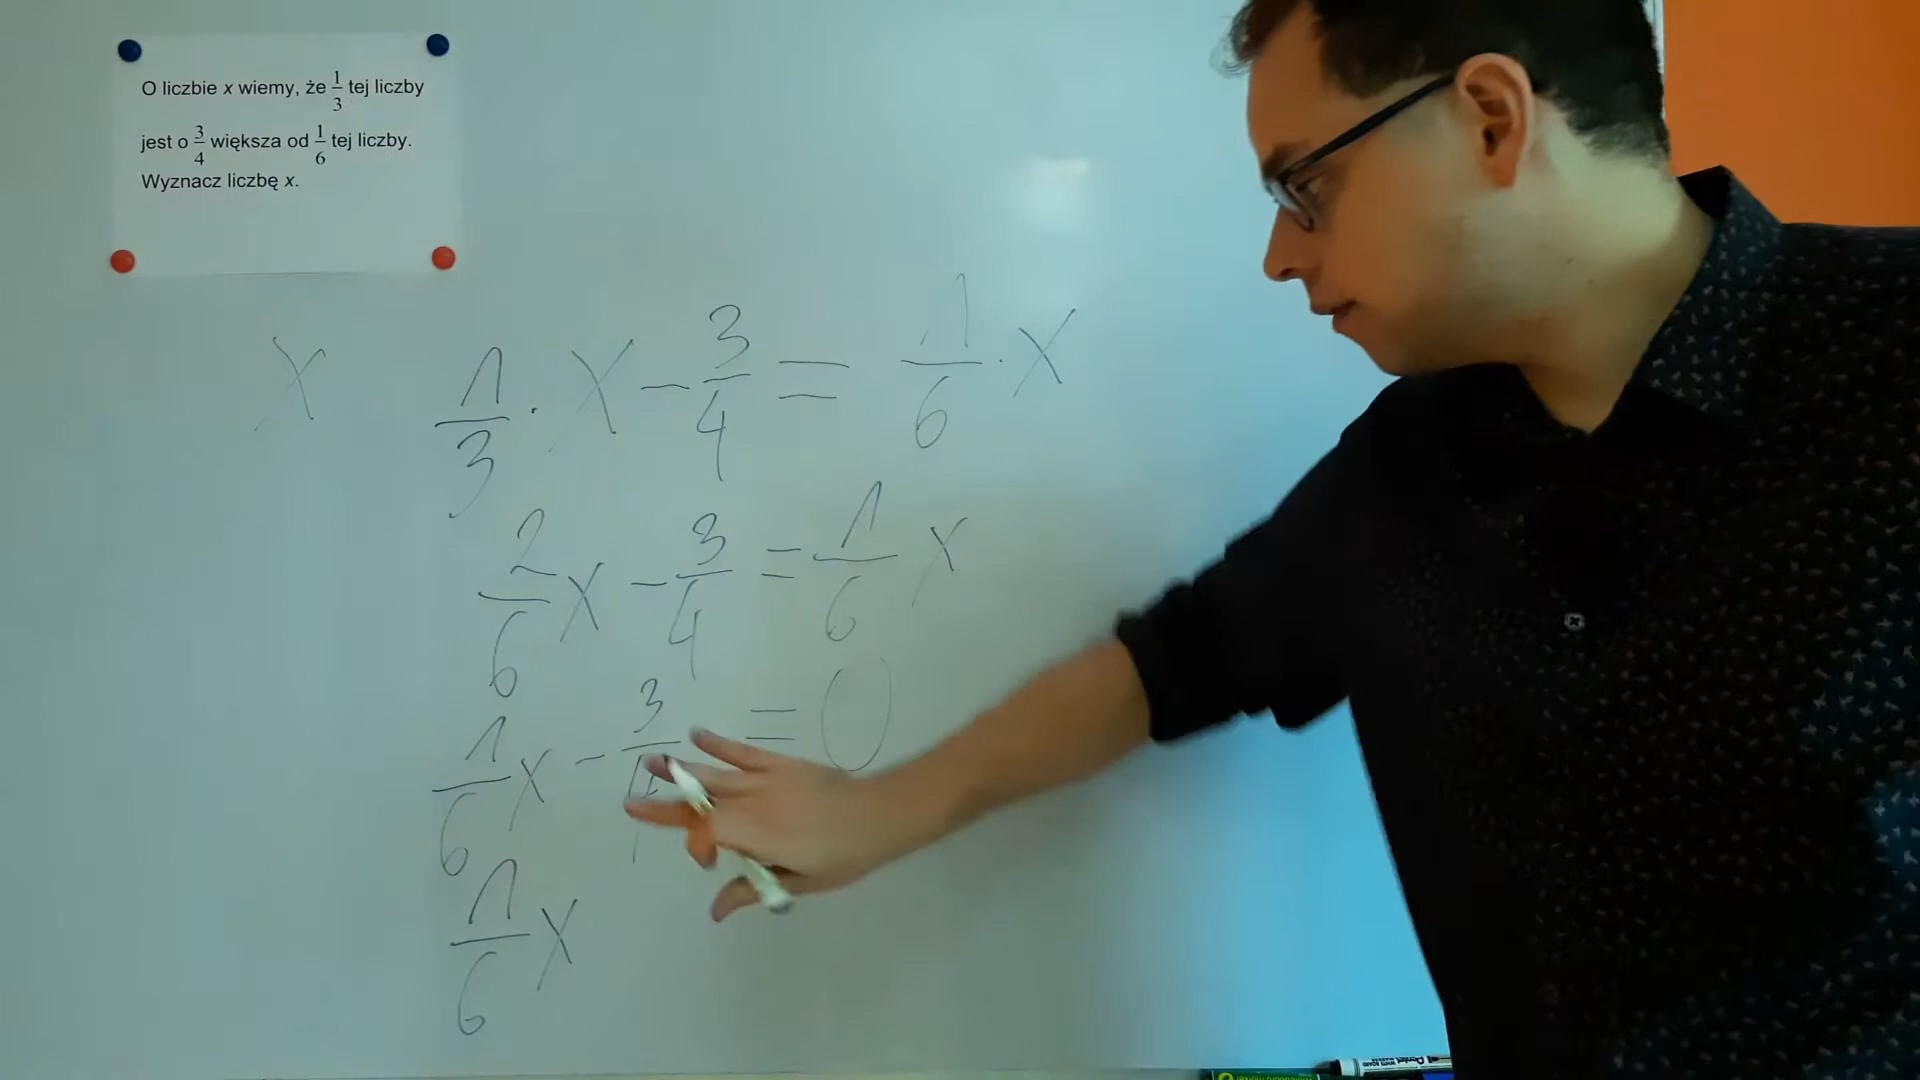 O liczbie x wiemy, że 1/3 tej liczby
jest o 3/4 większa od 1/6 tej liczby.
Wyznacz liczbę x.
x 1/3 · x - 3/4 = 1/6 · x
2/6 x - 3/4 = 1/6 x
1/6 x - 3/4 = 0
1/6 x